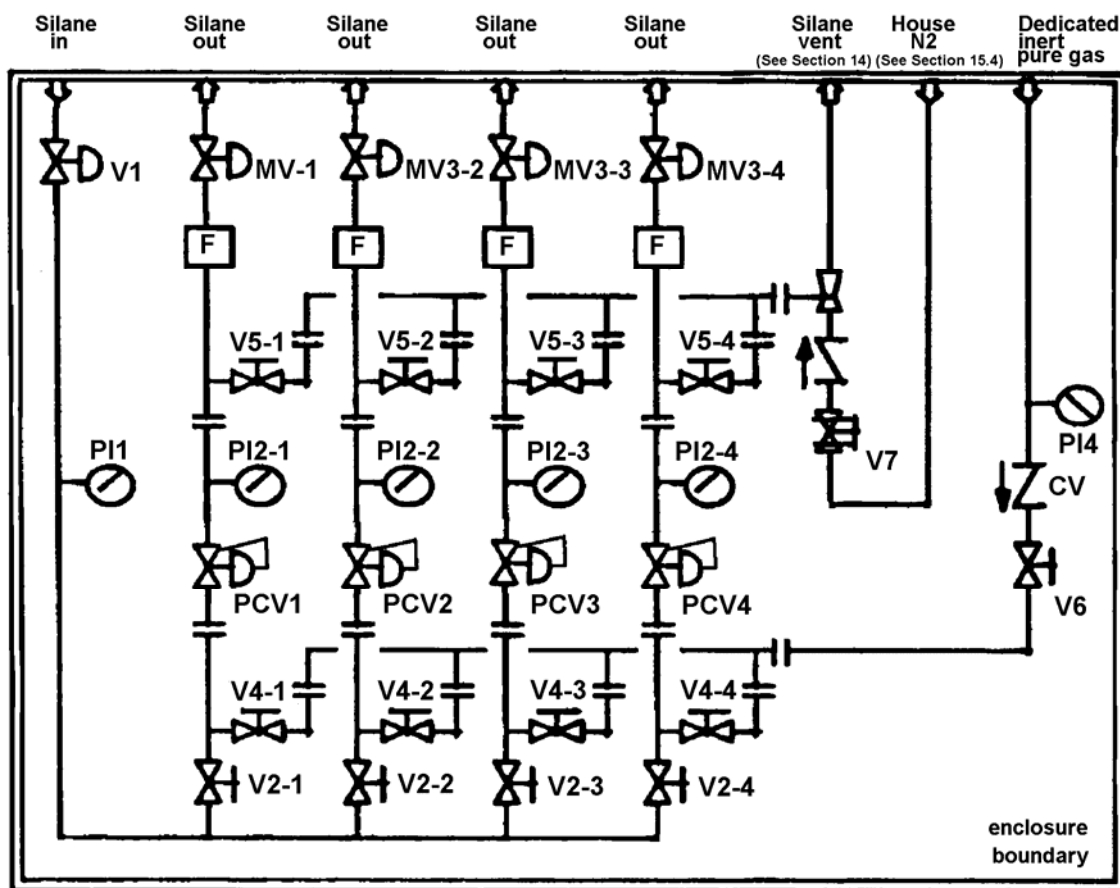 Silane in
Silane out
Silane out
Silane out
Silane out
Silane vent
(See Section 14)
House N2
(See Section 15.4)
Dedicated inert pure gas
V1
MV-1
MV3-2
MV3-3
MV3-4
F
F
F
F
V5-1
V5-2
V5-3
V5-4
PI1
PI2-1
PI2-2
PI2-3
PI2-4
V7
PI4
CV
PCV1
PCV2
PCV3
PCV4
V6
V4-1
V4-2
V4-3
V4-4
V2-1
V2-2
V2-3
V2-4
enclosure
boundary